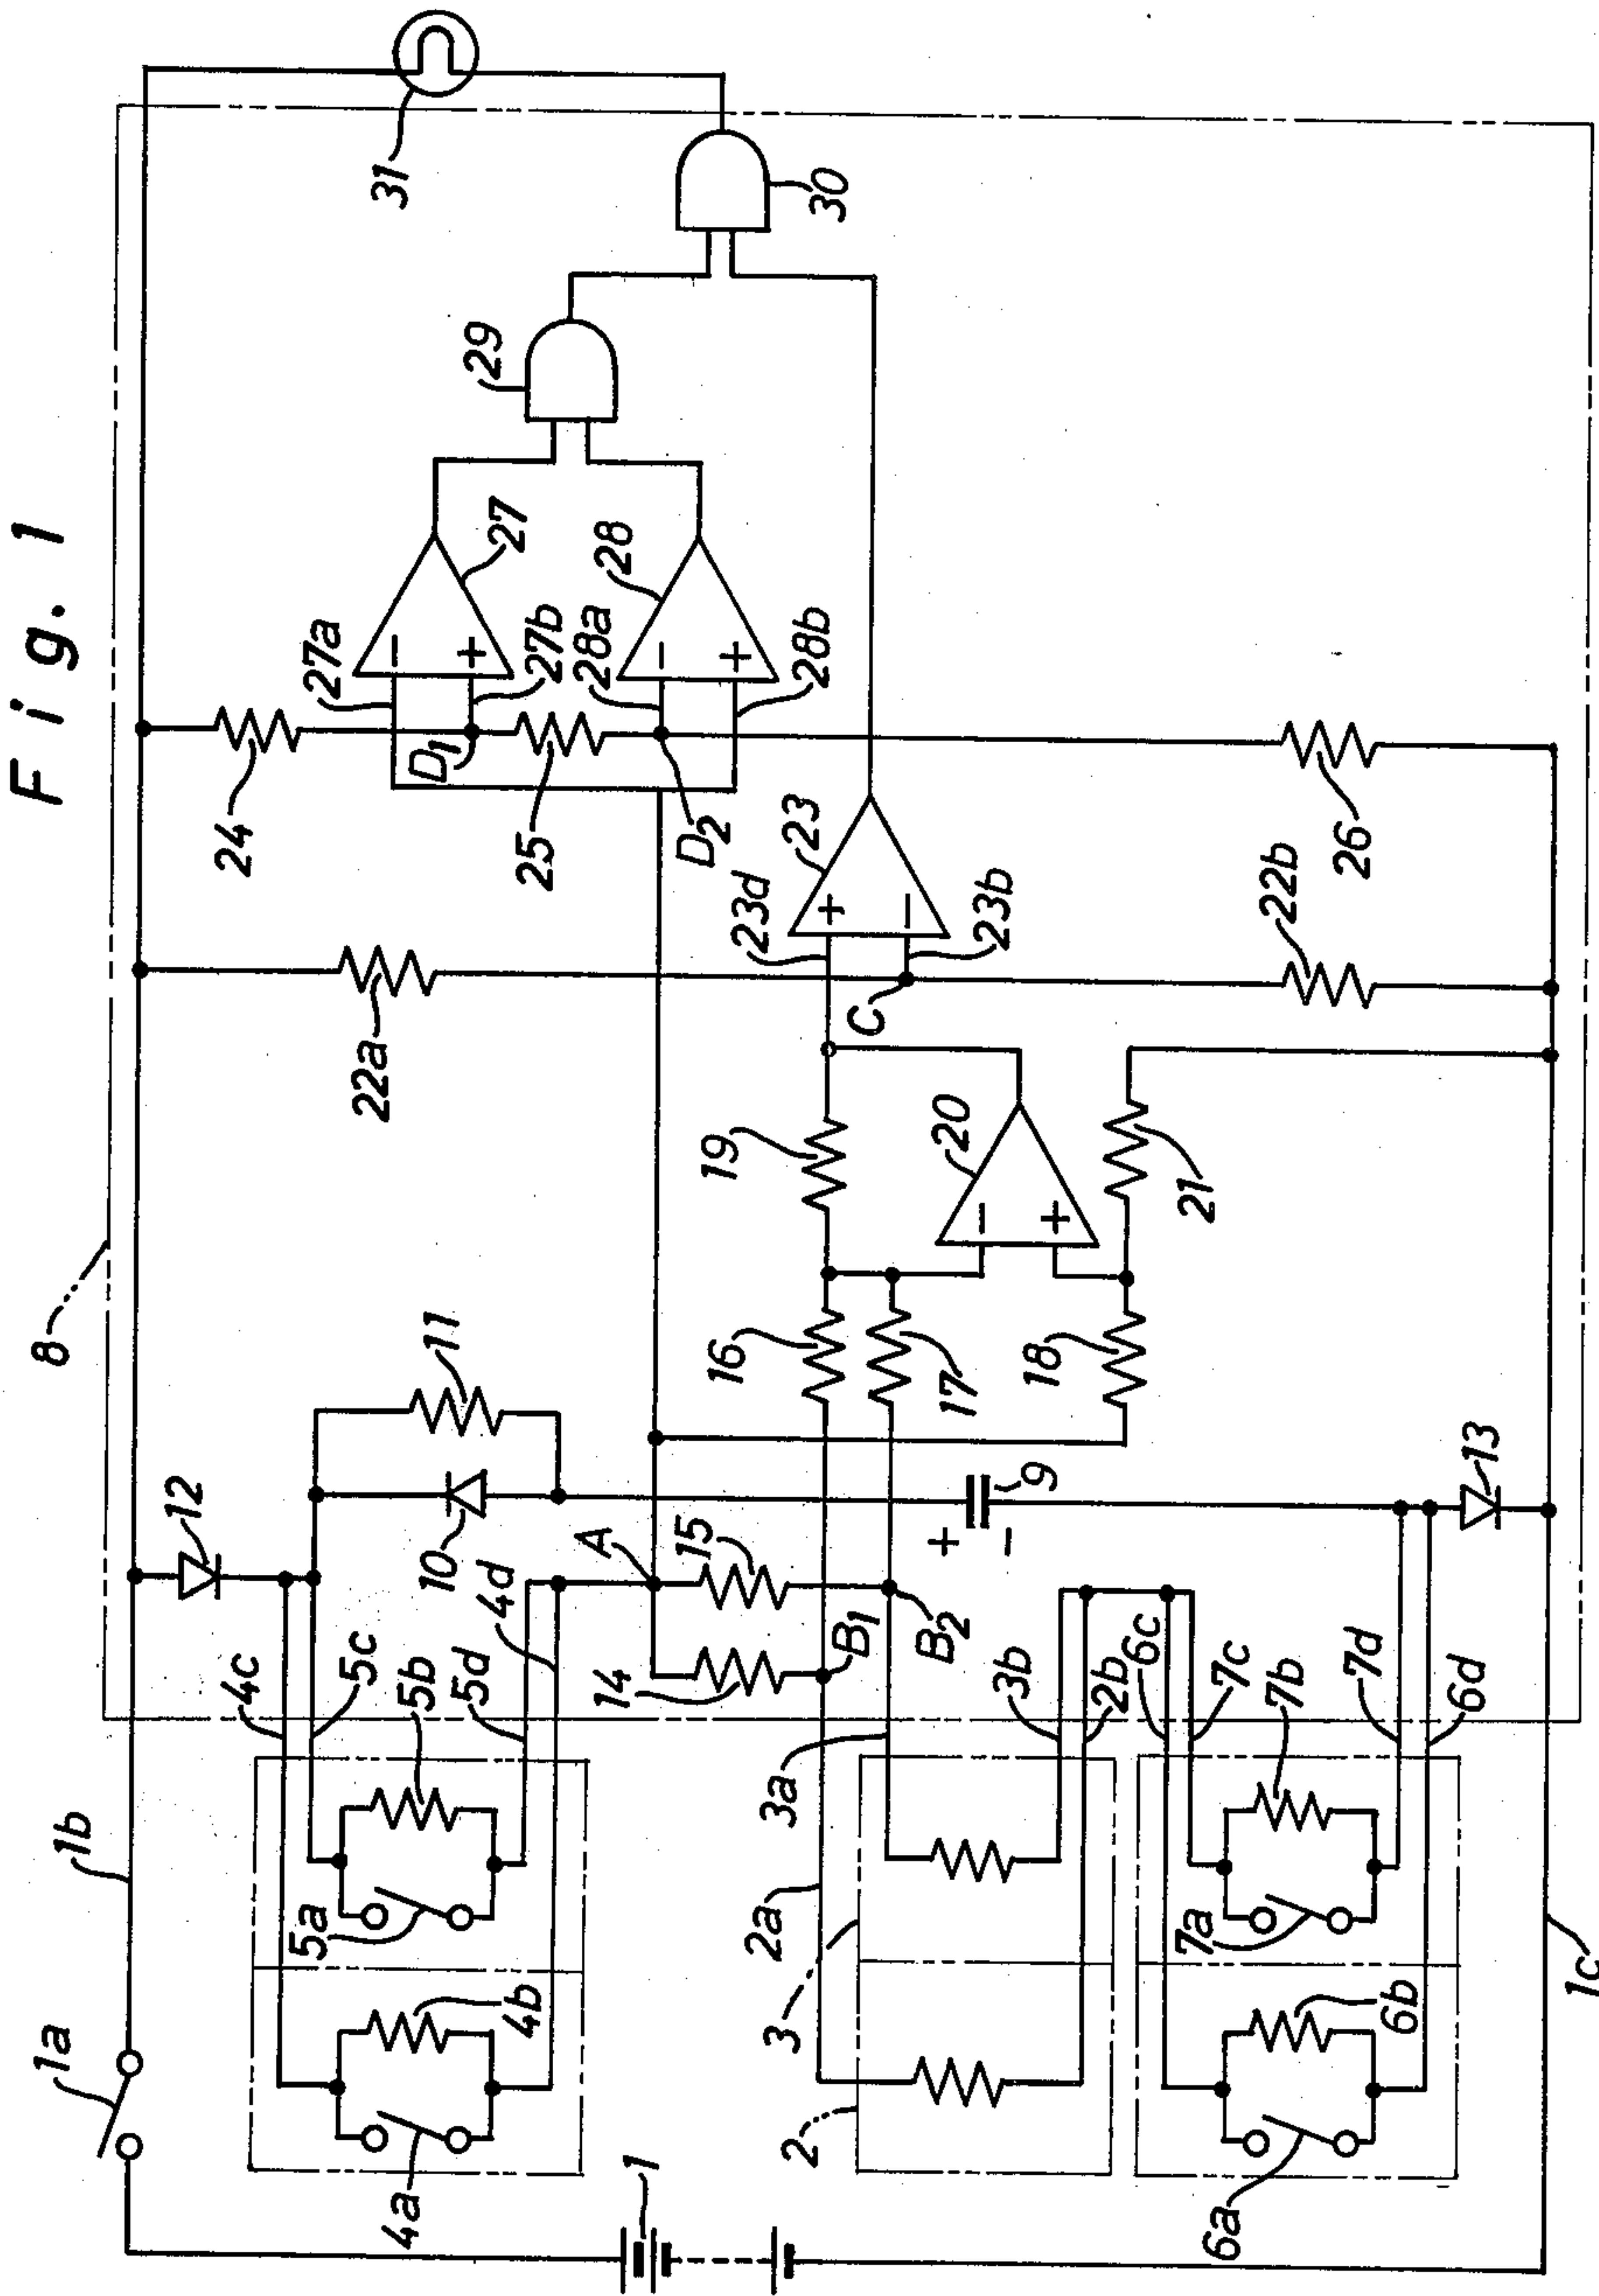 Fig. 1
8
31
30
29
27
27a
27b
28
28a
28b
24
25
D1
D2
26
23
23d
23b
22a
22b
C
19
20
21
16
17
18
11
10
12
13
9
+
−
A
15
14
B1
B2
4c
5c
5b
5d
4d
5a
4b
4a
1b
1a
1
3a
2a
3b
2b
3
2
6c
7c
7b
7d
6d
7a
6b
6a
1c
−
+
−
+
+
−
−
+